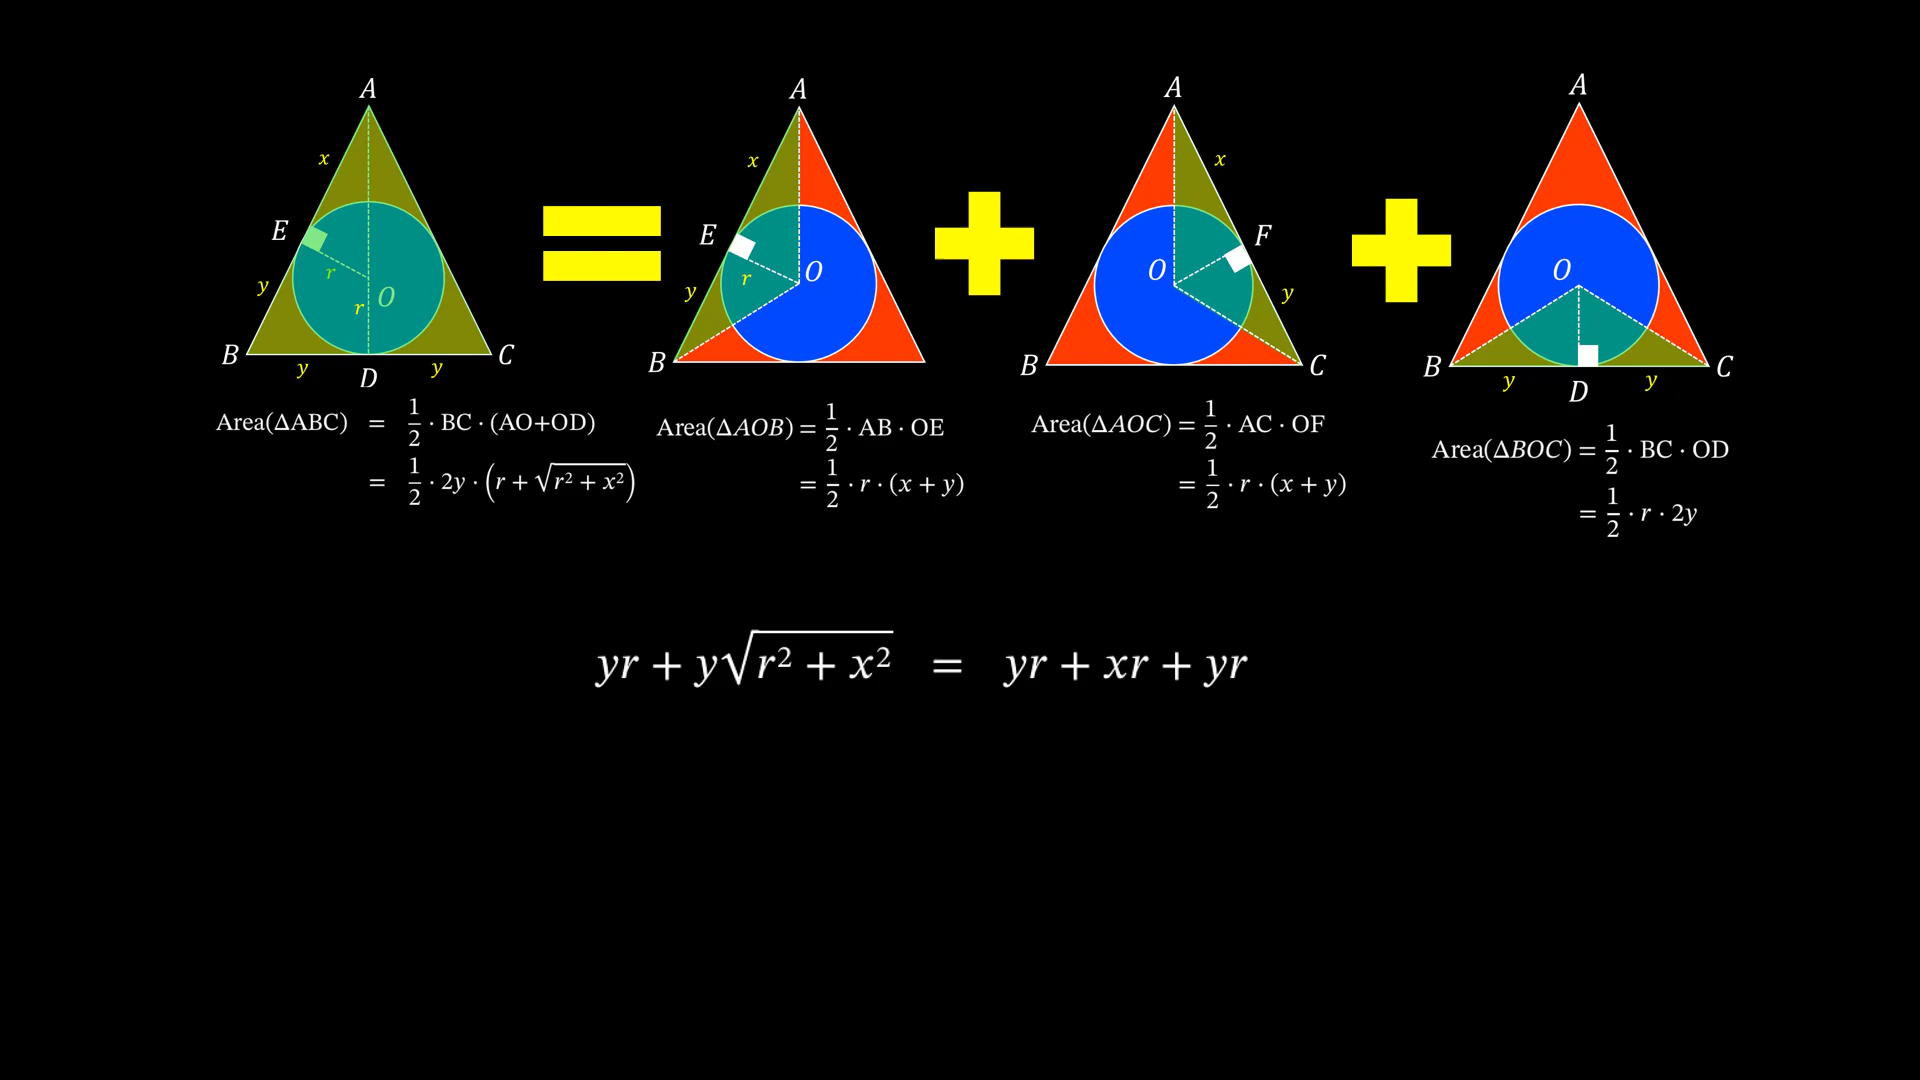 A A A A
x x x
E r O r y
E r O y
O F y
O
B y D y C
B
B C
B y D y C
Area(ΔABC) = 1/2 · BC · (AO+OD)
= 1/2 · 2y · (r + √(r² + x²))
Area(ΔAOB) = 1/2 · AB · OE
= 1/2 · r · (x + y)
Area(ΔAOC) = 1/2 · AC · OF
= 1/2 · r · (x + y)
Area(ΔBOC) = 1/2 · BC · OD
= 1/2 · r · 2y
yr + y√(r² + x²) = yr + xr + yr